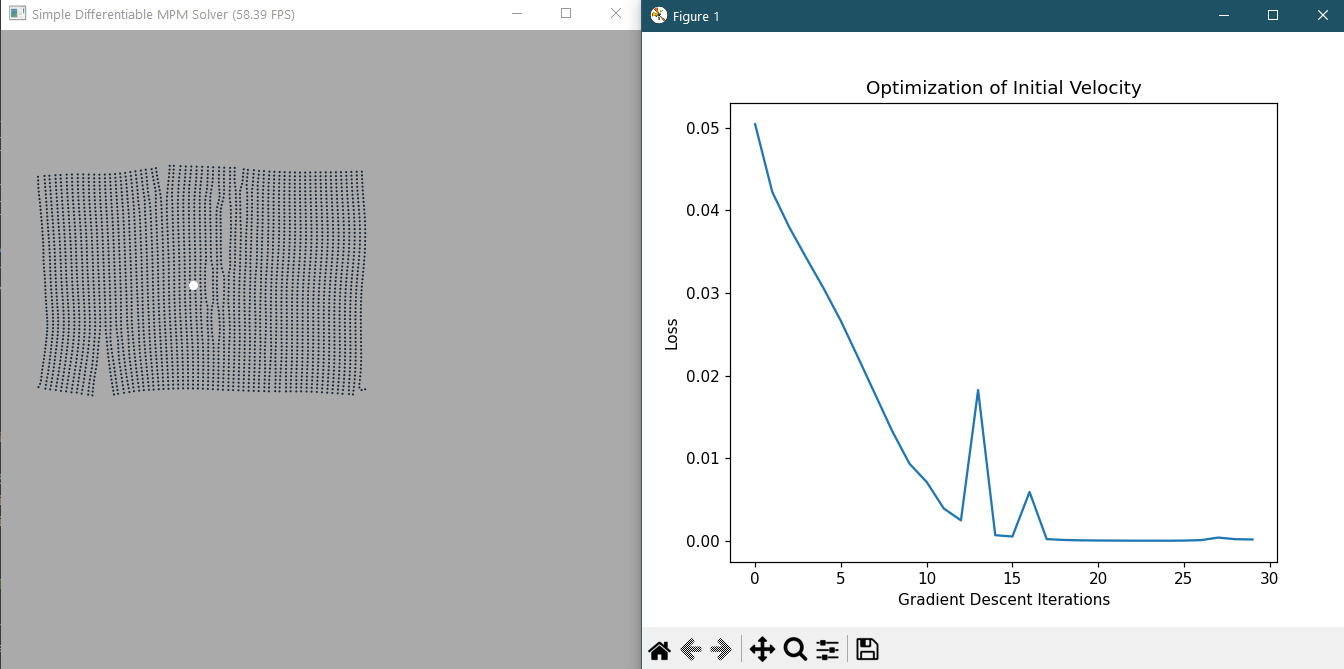 Simple Differentiable MPM Solver (58.39 FPS)
Figure 1
Optimization of Initial Velocity
0.05
0.04
0.03
0.02
0.01
0.00
Loss
0 5 10 15 20 25 30
Gradient Descent Iterations